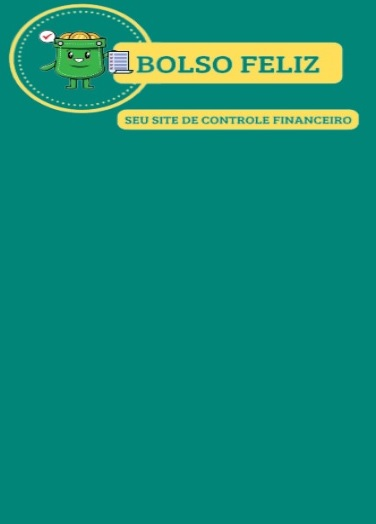 BOLSO FELIZ
SEU SITE DE CONTROLE FINANCEIRO